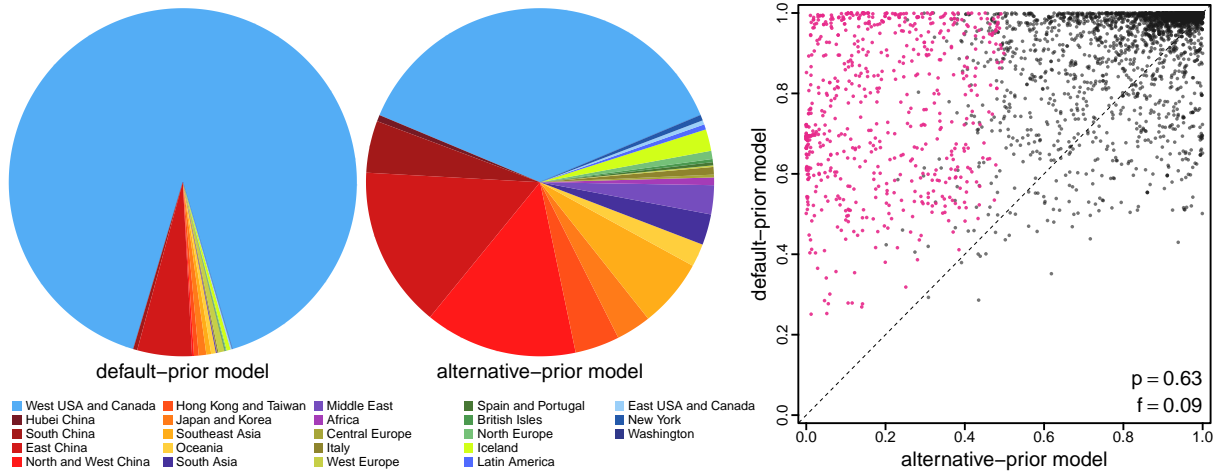 default−prior model
alternative−prior model
West USA and Canada
Hubei China
South China
East China
North and West China
Hong Kong and Taiwan
Japan and Korea
Southeast Asia
Oceania
South Asia
Middle East
Africa
Central Europe
Italy
West Europe
Spain and Portugal
British Isles
North Europe
Iceland
Latin America
East USA and Canada
New York
Washington
default−prior model
1.0
0.8
0.6
0.4
0.2
0.0
p = 0.63
f = 0.09
0.0 0.2 0.4 0.6 0.8 1.0
alternative−prior model